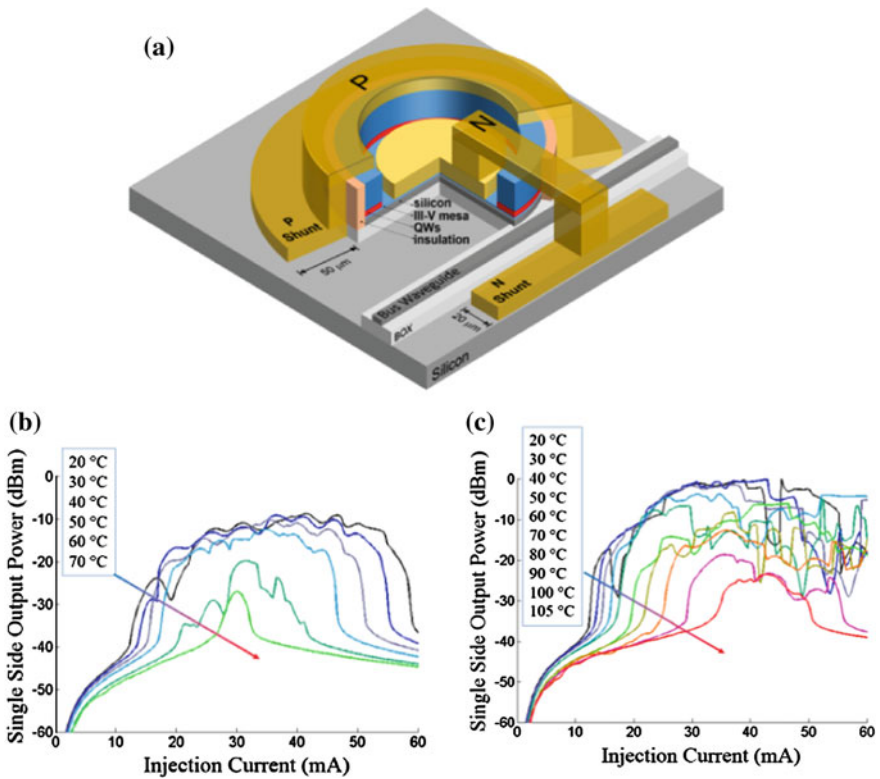 (a)
P
N
P
Shunt
50 μm
silicon
III-V mesa
QWs
insulation
Bus Waveguide
BOX
N
Shunt
20
μm
Silicon
(b)
Single Side Output Power (dBm)
20 °C
30 °C
40 °C
50 °C
60 °C
70 °C
0
-10
-20
-30
-40
-50
-60
0 10 20 30 40 50 60
Injection Current (mA)
(c)
Single Side Output Power (dBm)
20 °C
30 °C
40 °C
50 °C
60 °C
70 °C
80 °C
90 °C
100 °C
105 °C
0
-10
-20
-30
-40
-50
-60
0 10 20 30 40 50 60
Injection Current (mA)